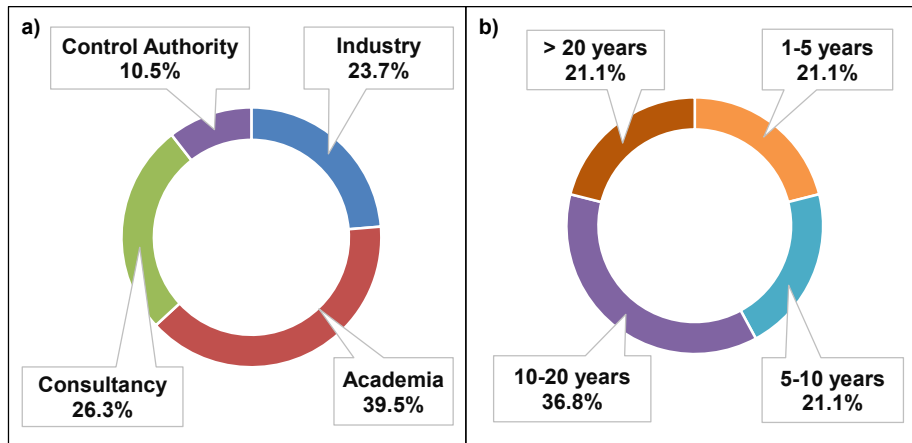 a)
Control Authority
10.5%
Industry
23.7%
Consultancy
26.3%
Academia
39.5%
b)
> 20 years
21.1%
1-5 years
21.1%
10-20 years
36.8%
5-10 years
21.1%